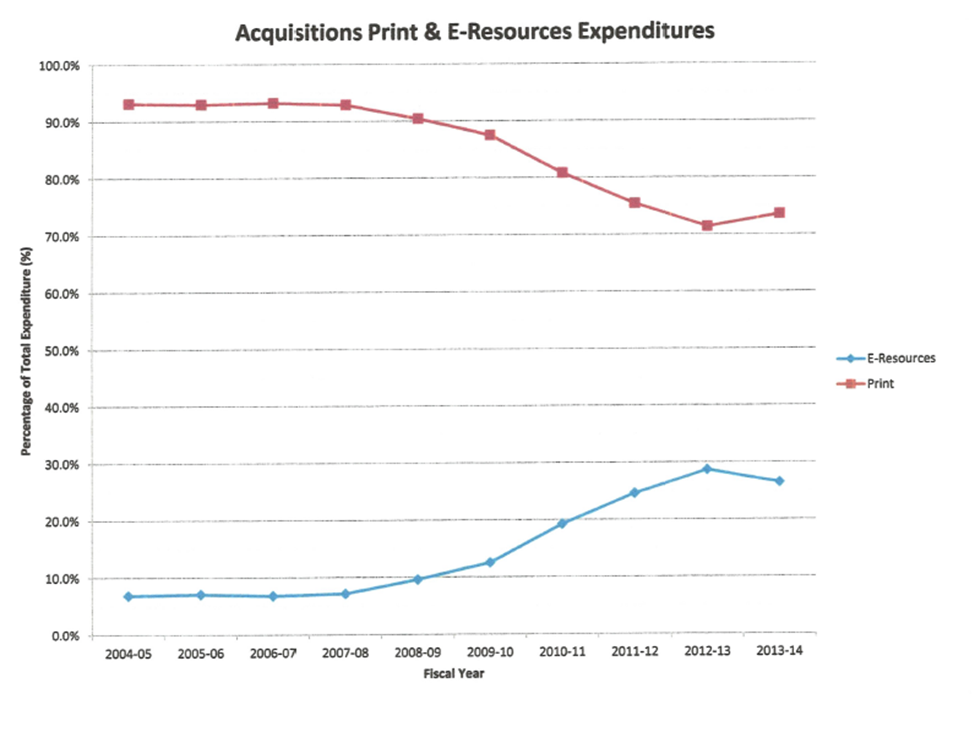 Acquisitions Print & E-Resources Expenditures
100.0%
90.0%
80.0%
70.0%
60.0%
50.0%
40.0%
30.0%
20.0%
10.0%
0.0%
Percentage of Total Expenditure (%)
2004-05 2005-06 2006-07 2007-08 2008-09 2009-10 2010-11 2011-12 2012-13 2013-14
Fiscal Year
E-Resources
Print